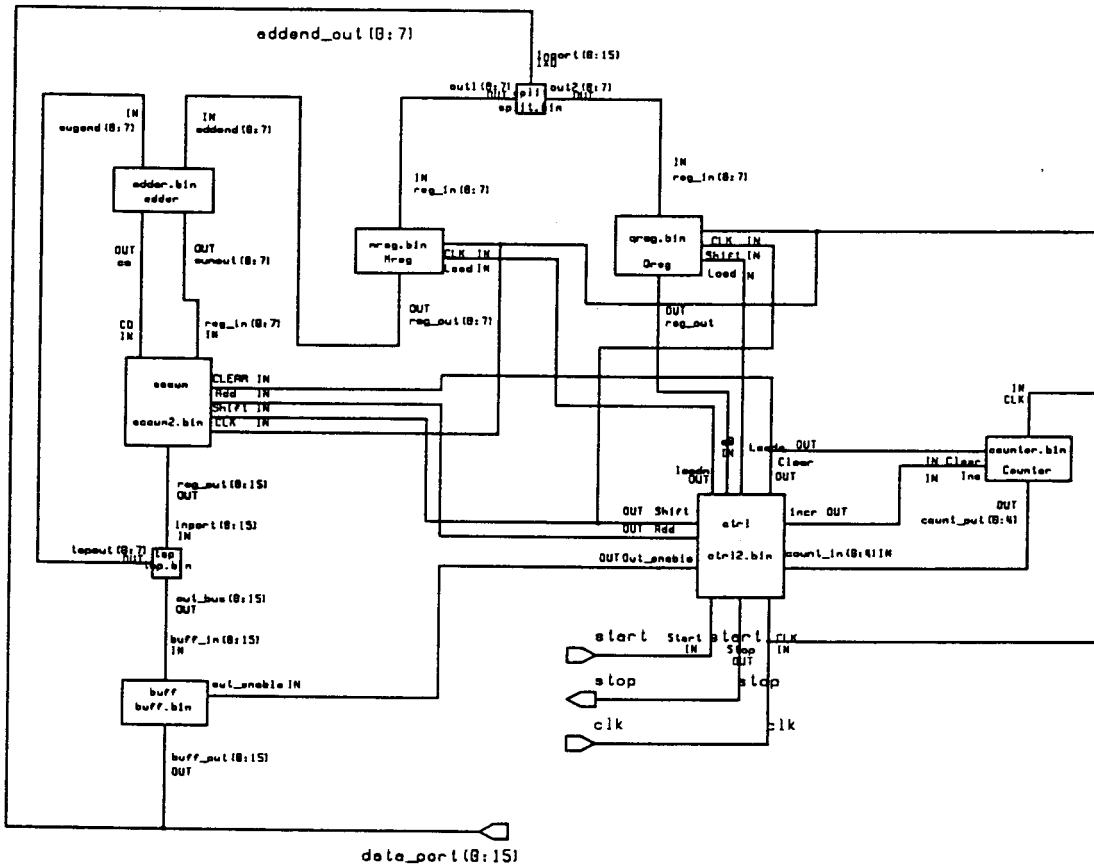 addend_out(0:7)
inport(0:15)
out1(0:7)
out2(0:7)
OUT
split.bin
IN
augend(0:7)
IN
addend(0:7)
adder.bin
adder
OUT
co
OUT
sumout(0:7)
CO
IN
reg_in(0:7)
IN
IN
reg_in(0:7)
mreg.bin
Mreg
CLK IN
Load IN
OUT
reg_out(0:7)
IN
reg_in(0:7)
qreg.bin
Qreg
CLK IN
Shift IN
Load
OUT
reg_out
accum
accum2.bin
CLEAR IN
Add IN
Shift IN
CLK IN
reg_out(0:15)
OUT
inport(0:15)
IN
topout(0:7)
OUT
top
top.bin
out_bus(0:15)
OUT
buff_in(0:15)
IN
buff
buff.bin
out_enable IN
buff_out(0:15)
OUT
IN
CLK
counter.bin
Counter
IN Clear
IN Inc
OUT
count_out(0:4)
loadm
OUT
IN
Loadq OUT
Clear
OUT
OUT Shift
OUT Add
OUT Out_enable
ctrl
ctrl2.bin
incr OUT
count_in(0:4) IN
start
Start
IN
start
Stop
OUT
CLK
IN
stop
stop
clk
clk
data_port(0:15)